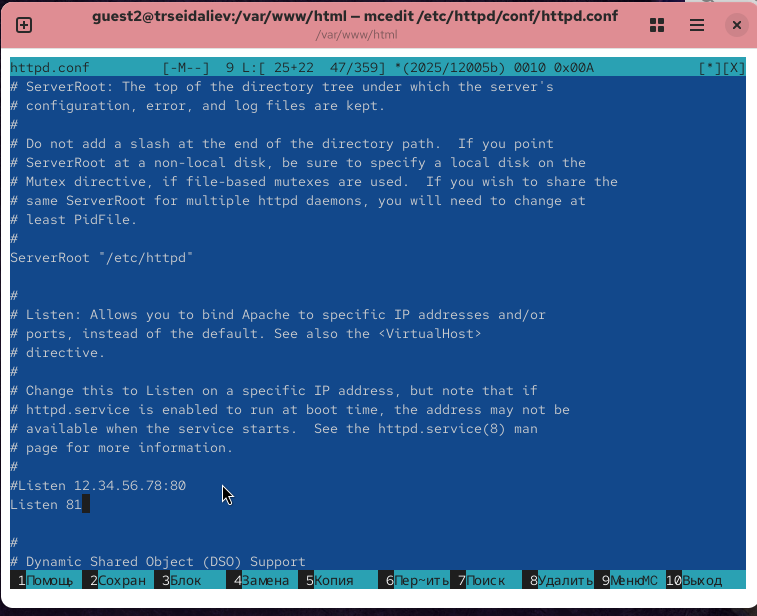 guest2@trseidaliev:/var/www/html — mcedit /etc/httpd/conf/httpd.conf
/var/www/html
httpd.conf [-M--] 9 L:[ 25+22 47/359] *(2025/12005b) 0010 0x00A [*][X]
# ServerRoot: The top of the directory tree under which the server's
# configuration, error, and log files are kept.
#
# Do not add a slash at the end of the directory path.  If you point
# ServerRoot at a non-local disk, be sure to specify a local disk on the
# Mutex directive, if file-based mutexes are used.  If you wish to share the
# same ServerRoot for multiple httpd daemons, you will need to change at
# least PidFile.
#
ServerRoot "/etc/httpd"
#
# Listen: Allows you to bind Apache to specific IP addresses and/or
# ports, instead of the default. See also the <VirtualHost>
# directive.
#
# Change this to Listen on a specific IP address, but note that if
# httpd.service is enabled to run at boot time, the address may not be
# available when the service starts.  See the httpd.service(8) man
# page for more information.
#
#Listen 12.34.56.78:80
Listen 81
#
# Dynamic Shared Object (DSO) Support
1Помощь 2Сохран 3Блок 4Замена 5Копия 6Пер~ить 7Поиск 8Удалить 9МенюMC 10Выход